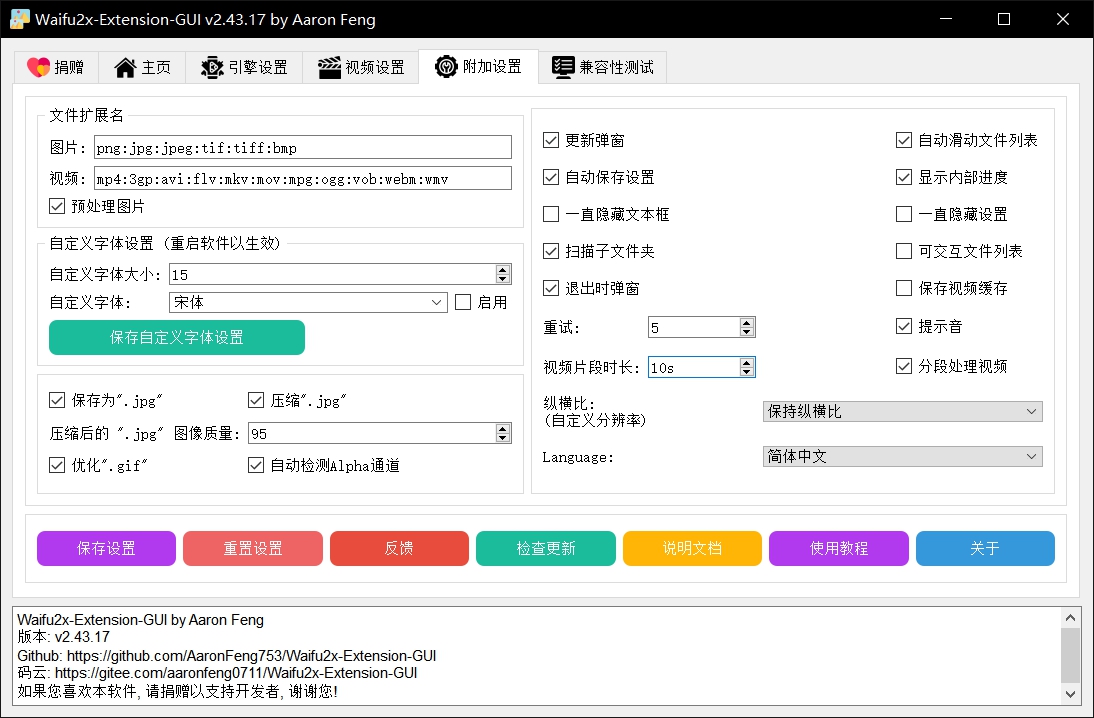 Waifu2x-Extension-GUI v2.43.17 by Aaron Feng
捐赠
主页
引擎设置
视频设置
附加设置
兼容性测试
文件扩展名
图片: png:jpg:jpeg:tif:tiff:bmp
视频: mp4:3gp:avi:flv:mkv:mov:mpg:ogg:vob:webm:wmv
预处理图片
自定义字体设置 (重启软件以生效)
自定义字体大小: 15
自定义字体: 宋体 启用
保存自定义字体设置
保存为".jpg" 压缩".jpg"
压缩后的 ".jpg" 图像质量: 95
优化".gif" 自动检测Alpha通道
更新弹窗 自动滑动文件列表
自动保存设置 显示内部进度
一直隐藏文本框 一直隐藏设置
扫描子文件夹 可交互文件列表
退出时弹窗 保存视频缓存
重试: 5 提示音
视频片段时长: 10s 分段处理视频
纵横比:
(自定义分辨率) 保持纵横比
Language: 简体中文
保存设置 重置设置 反馈 检查更新 说明文档 使用教程 关于
Waifu2x-Extension-GUI by Aaron Feng
版本: v2.43.17
Github: https://github.com/AaronFeng753/Waifu2x-Extension-GUI
码云: https://gitee.com/aaronfeng0711/Waifu2x-Extension-GUI
如果您喜欢本软件, 请捐赠以支持开发者, 谢谢您!